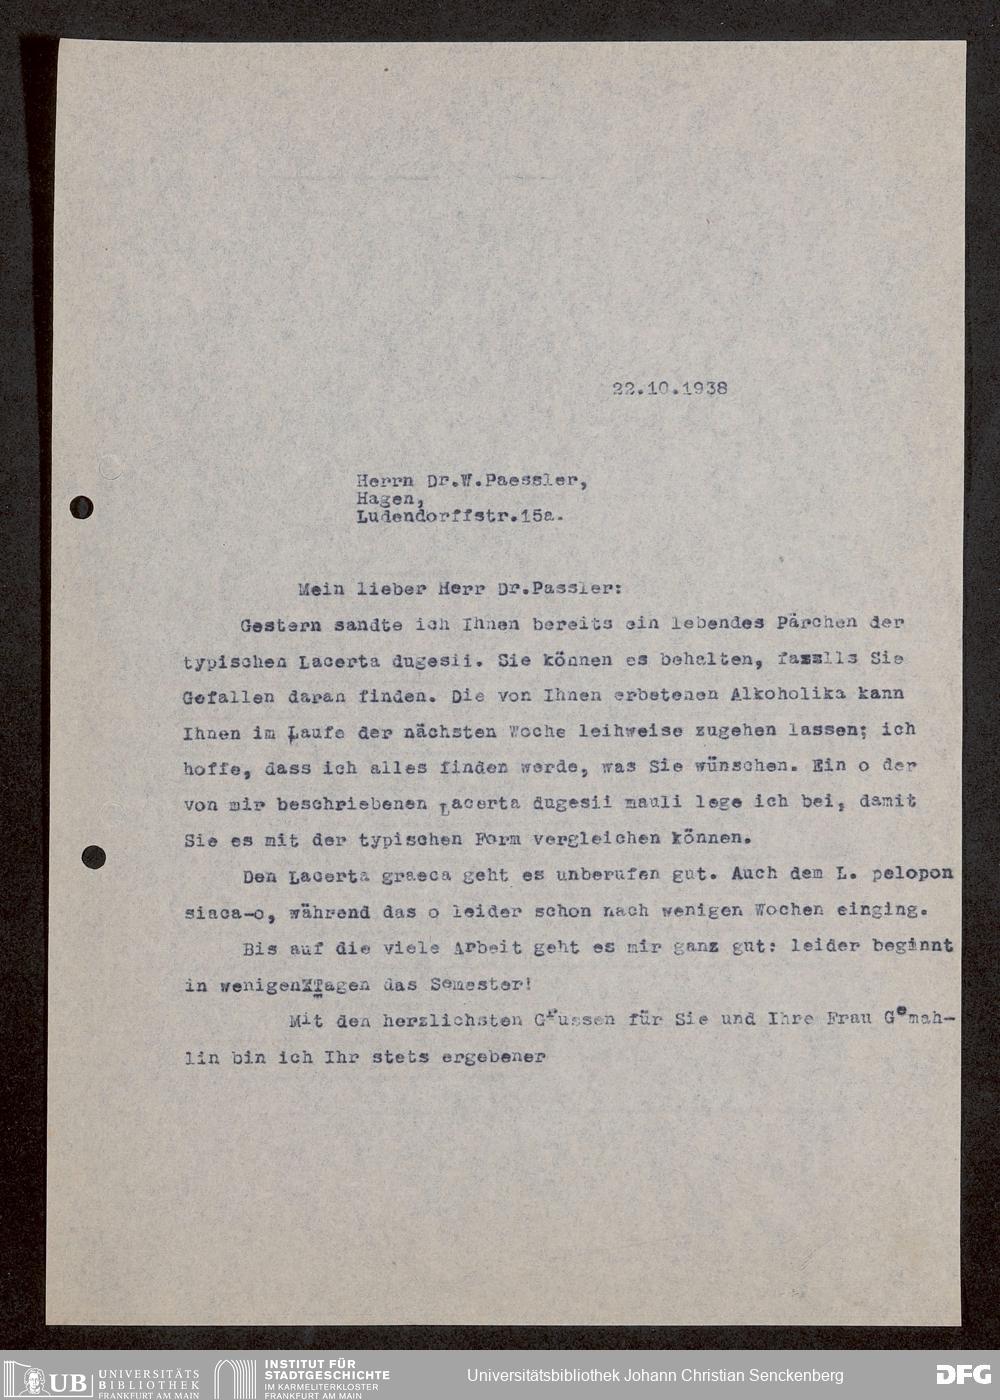 22.10.1938
Herrn Dr.W.Paessler,
Hagen,
Ludendorffstr.15a.
Mein lieber Herr Dr.Passler:
Gestern sandte ich Ihnen bereits ein lebendes Pärchen der
typischen Lacerta dugesii. Sie können es behalten, fazzlls Sie
Gefallen daran finden. Die von Ihnen erbetenen Alkoholika kann
Ihnen im Laufe der nächsten Woche leihweise zugehen lassen; ich
hoffe, dass ich alles finden werde, was Sie wünschen. Ein o der
von mir beschriebenen Lacerta dugesii mauli lege ich bei, damit
Sie es mit der typischen Form vergleichen können.
Den Lacerta graeca geht es unberufen gut. Auch dem L. pelopon
siaca-o, während das o leider schon nach wenigen Wochen einging.
Bis auf die viele Arbeit geht es mir ganz gut: leider beginnt
in wenigen Tagen das Semester!
Mit den herzlichsten Grussen für Sie und Ihre Frau Gemah-
lin bin ich Ihr stets ergebener
UB UNIVERSITÄTS
BIBLIOTHEK
FRANKFURT AM MAIN
INSTITUT FÜR
STADTGESCHICHTE
IM KARMELITERKLOSTER
FRANKFURT AM MAIN
Universitätsbibliothek Johann Christian Senckenberg
DFG